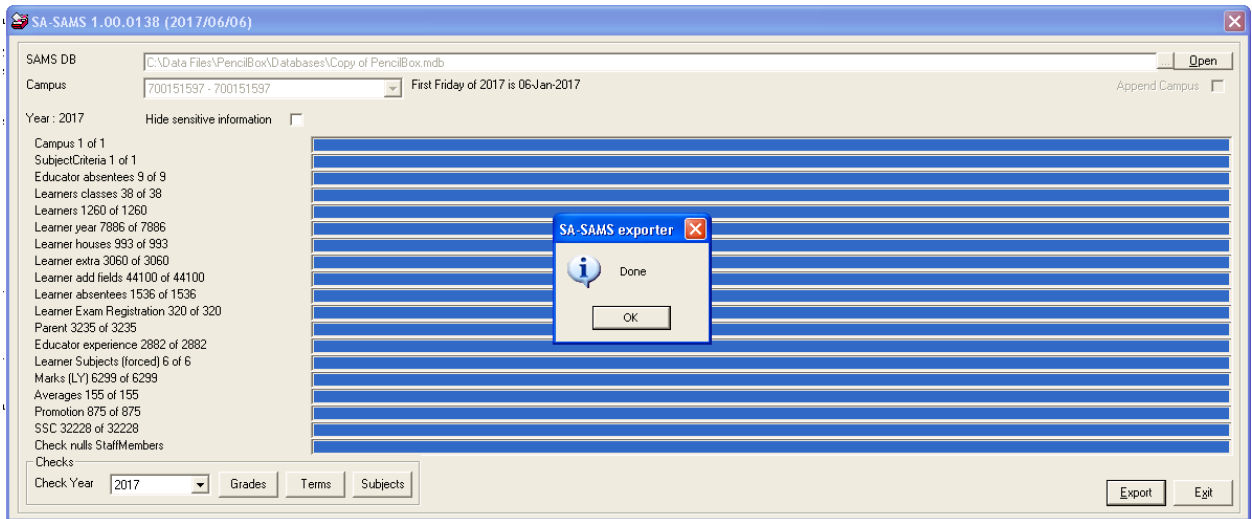 SA-SAMS 1.00.0138 (2017/06/06)
SAMS DB C:\Data Files\PencilBox\Databases\Copy of PencilBox.mdb ... Open
Campus 700151597 - 700151597 First Friday of 2017 is 06-Jan-2017 Append Campus
Year : 2017 Hide sensitive information
Campus 1 of 1
SubjectCriteria 1 of 1
Educator absentees 9 of 9
Learners classes 38 of 38
Learners 1260 of 1260
Learner year 7886 of 7886
Learner houses 993 of 993
Learner extra 3060 of 3060
Learner add fields 44100 of 44100
Learner absentees 1536 of 1536
Learner Exam Registration 320 of 320
Parent 3235 of 3235
Educator experience 2882 of 2882
Learner Subjects (forced) 6 of 6
Marks (LY) 6299 of 6299
Averages 155 of 155
Promotion 875 of 875
SSC 32228 of 32228
Check nulls StaffMembers
SA-SAMS exporter
Done
OK
Checks
Check Year 2017 Grades Terms Subjects
Export Exit